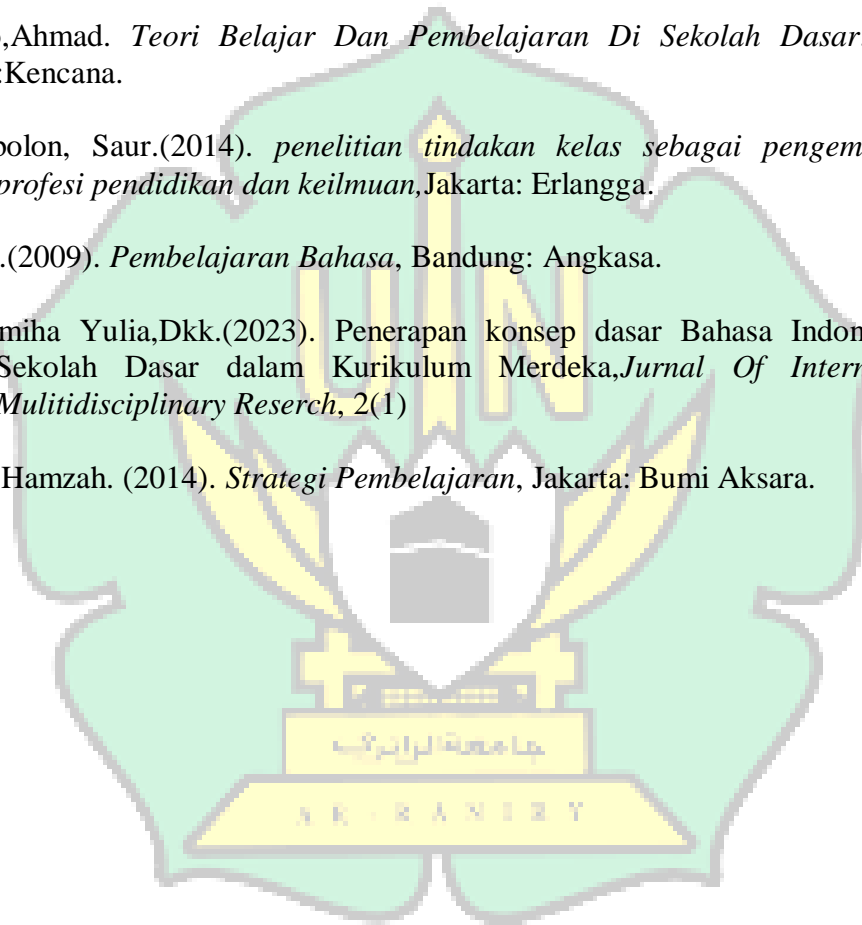 ,Ahmad. Teori Belajar Dan Pembelajaran Di Sekolah Dasar
:Kencana.
bolon, Saur.(2014). penelitian tindakan kelas sebagai pengem
profesi pendidikan dan keilmuan,Jakarta: Erlangga.
.(2009). Pembelajaran Bahasa, Bandung: Angkasa.
miha Yulia,Dkk.(2023). Penerapan konsep dasar Bahasa Indon
Sekolah Dasar dalam Kurikulum Merdeka,Jurnal Of Intern
Mulitidisciplinary Reserch, 2(1)
Hamzah. (2014). Strategi Pembelajaran, Jakarta: Bumi Aksara.
UIN
جامعة الرانيري
AR-RANIRY